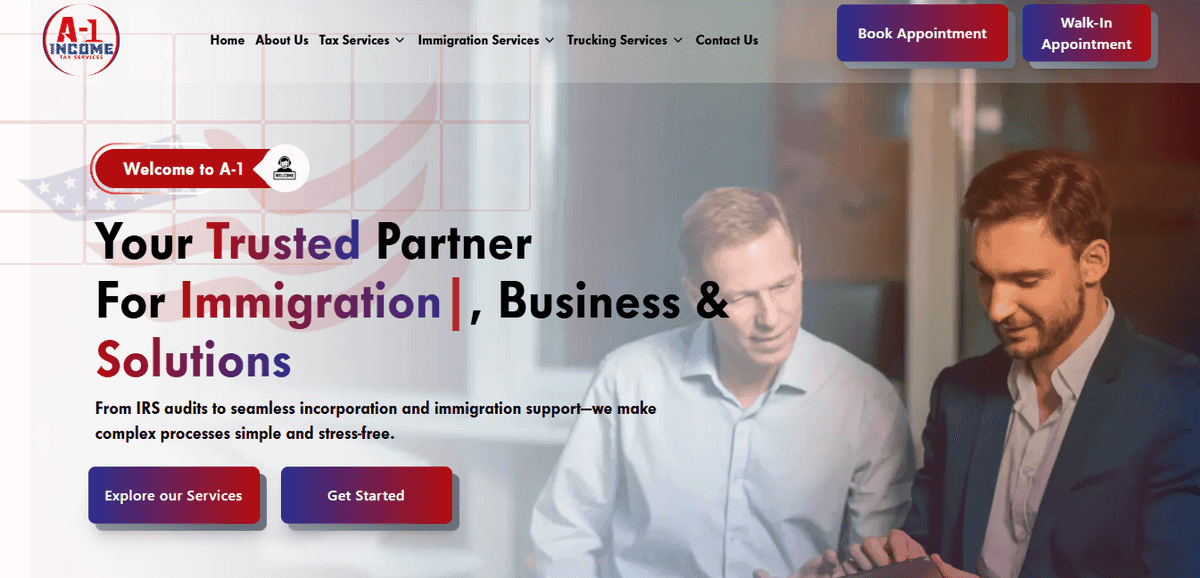 A-1
INCOME
TAX SERVICES
Home About Us Tax Services Immigration Services Trucking Services Contact Us
Book Appointment
Walk-In
Appointment
Welcome to A-1
WELCOME
Your Trusted Partner
For Immigration|, Business &
Solutions
From IRS audits to seamless incorporation and immigration support—we make
complex processes simple and stress-free.
Explore our Services
Get Started